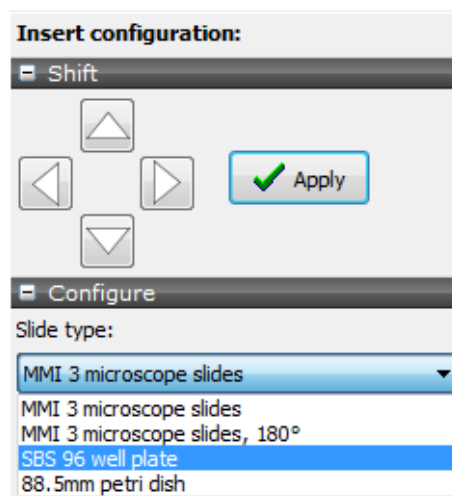 Insert configuration:
Shift
Apply
Configure
Slide type:
MMI 3 microscope slides
MMI 3 microscope slides
MMI 3 microscope slides, 180°
SBS 96 well plate
88.5mm petri dish